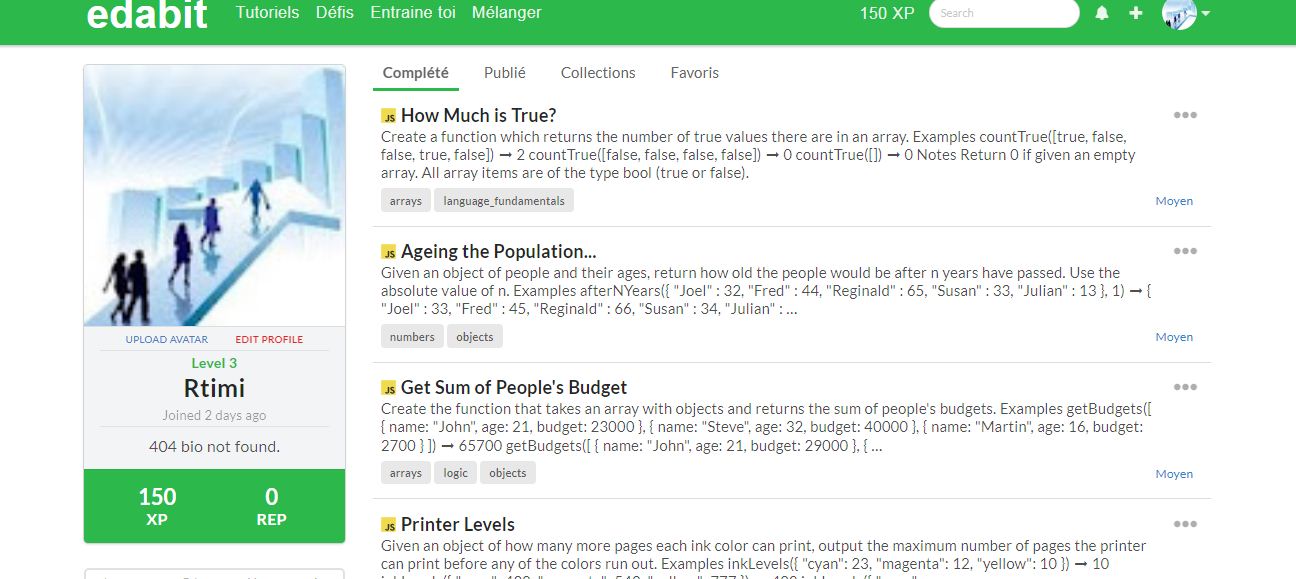 edabit
Tutoriels Défis Entraine toi Mélanger
150 XP
Search
Complété Publié Collections Favoris
UPLOAD AVATAR EDIT PROFILE
Level 3
Rtimi
Joined 2 days ago
404 bio not found.
150 0
XP REP
JS How Much is True?
Create a function which returns the number of true values there are in an array. Examples countTrue([true, false,
false, true, false]) ➞ 2 countTrue([false, false, false, false]) ➞ 0 countTrue([]) ➞ 0 Notes Return 0 if given an empty
array. All array items are of the type bool (true or false).
arrays language_fundamentals
Moyen
JS Ageing the Population...
Given an object of people and their ages, return how old the people would be after n years have passed. Use the
absolute value of n. Examples afterNYears({ "Joel" : 32, "Fred" : 44, "Reginald" : 65, "Susan" : 33, "Julian" : 13 }, 1) ➞ {
"Joel" : 33, "Fred" : 45, "Reginald" : 66, "Susan" : 34, "Julian" : ...
numbers objects
Moyen
JS Get Sum of People's Budget
Create the function that takes an array with objects and returns the sum of people's budgets. Examples getBudgets([
{ name: "John", age: 21, budget: 23000 }, { name: "Steve", age: 32, budget: 40000 }, { name: "Martin", age: 16, budget:
2700 } ]) ➞ 65700 getBudgets([ { name: "John", age: 21, budget: 29000 }, { ...
arrays logic objects
Moyen
JS Printer Levels
Given an object of how many more pages each ink color can print, output the maximum number of pages the printer
can print before any of the colors run out. Examples inkLevels({ "cyan": 23, "magenta": 12, "yellow": 10 }) ➞ 10